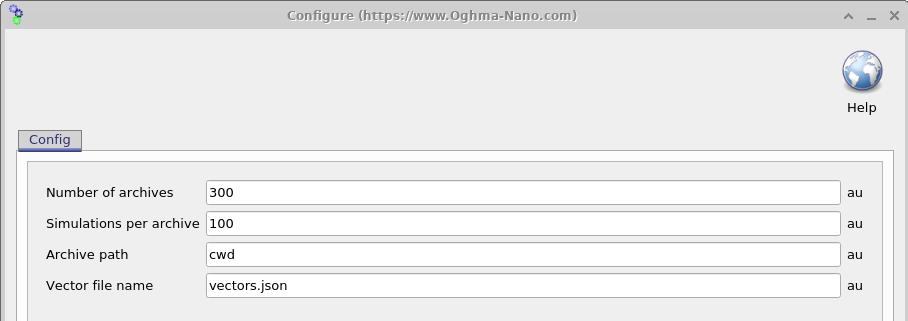 Configure (https://www.Oghma-Nano.com)
Help
Config
Number of archives 300 au
Simulations per archive 100 au
Archive path cwd au
Vector file name vectors.json au